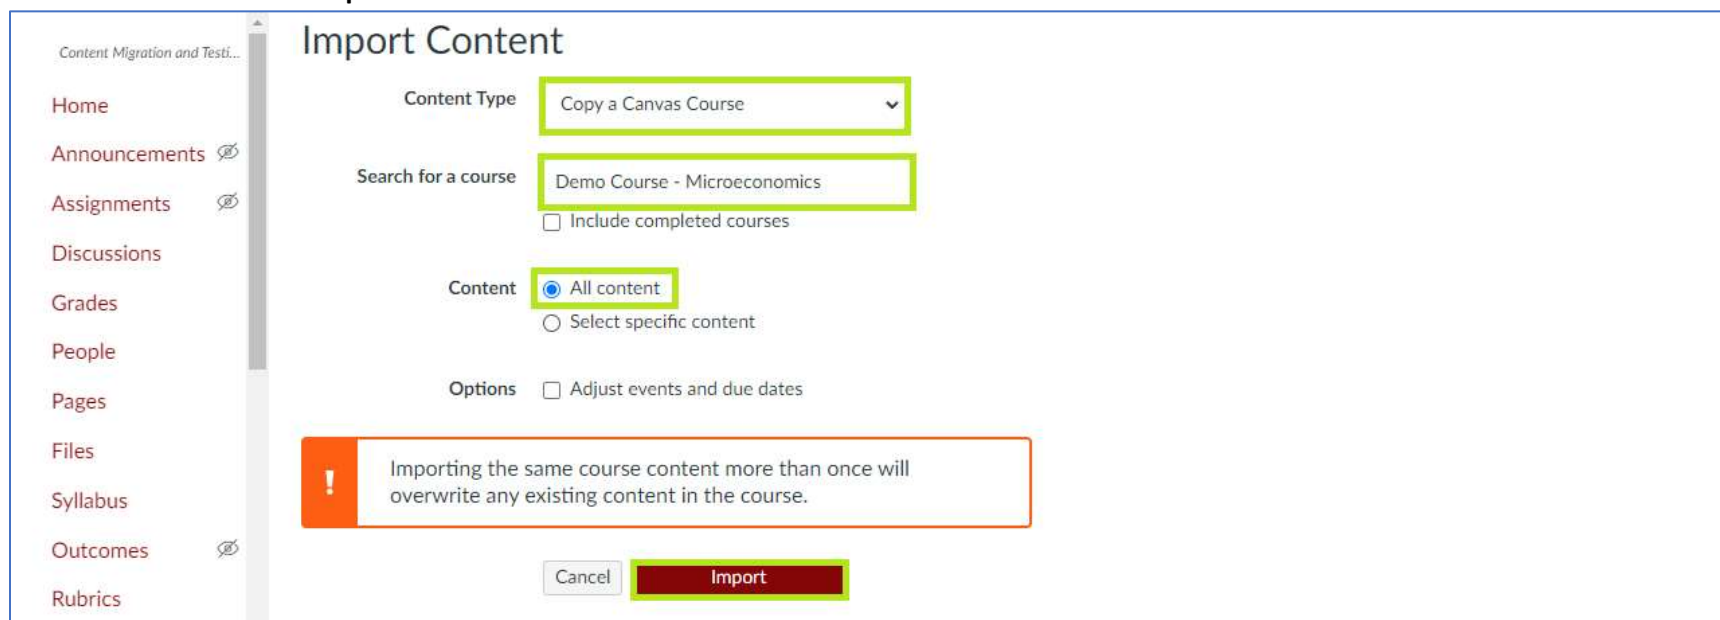 Content Migration and Testi...
Home
Announcements
Assignments
Discussions
Grades
People
Pages
Files
Syllabus
Outcomes
Rubrics
Import Content
Content Type
Copy a Canvas Course
Search for a course
Demo Course - Microeconomics
Include completed courses
Content
All content
Select specific content
Options
Adjust events and due dates
!
Importing the same course content more than once will
overwrite any existing content in the course.
Cancel
Import